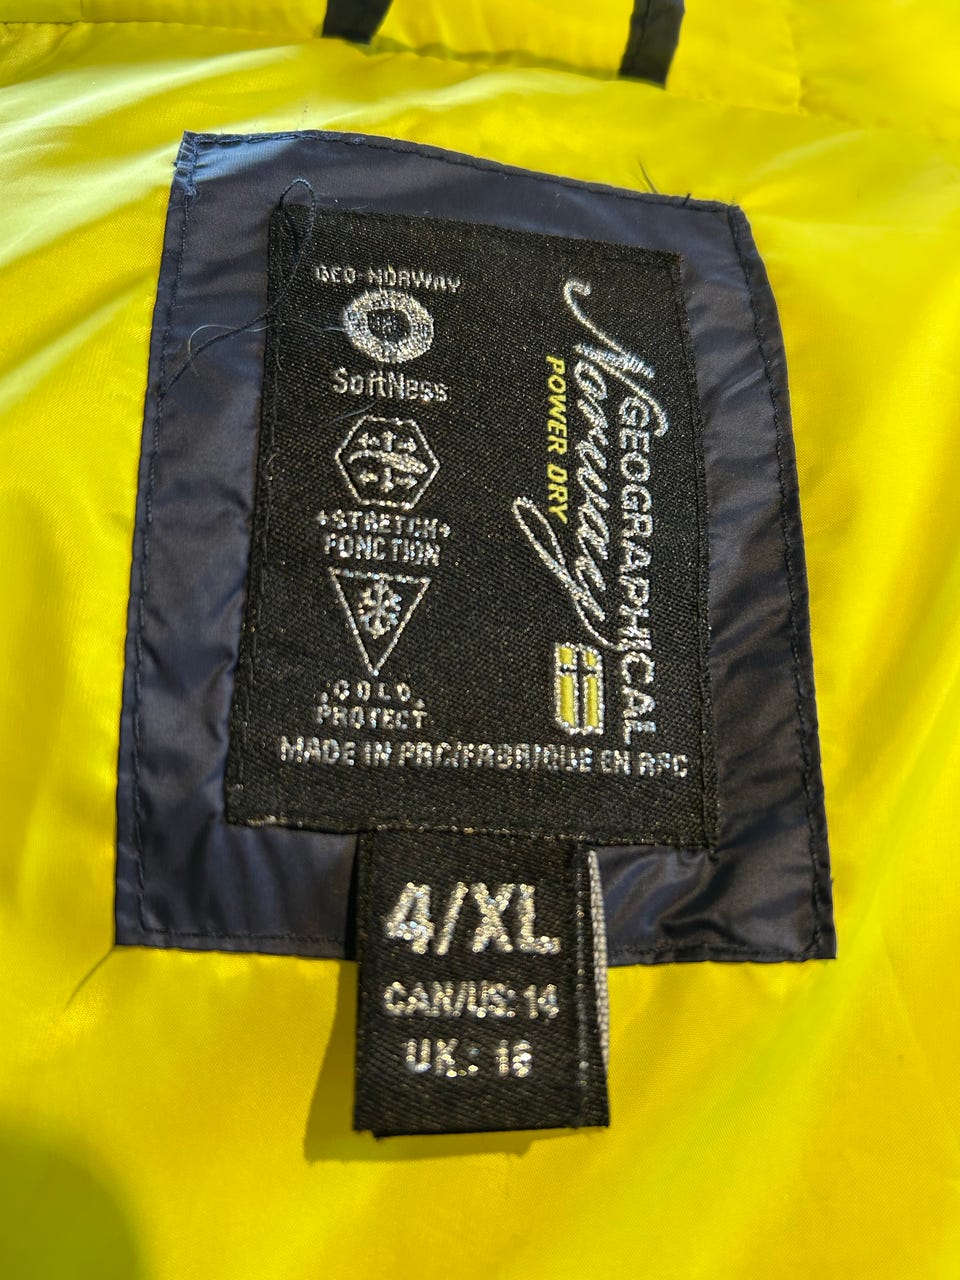 GEO-NORWAY
SoftNess
STRETCH
FONCTION
COLD
PROTECT
GEOGRAPHICAL
Norway
POWER DRY
MADE IN PRC/FABRIQUE EN RPC
4/XL
CAN/US: 14
UK.: 16